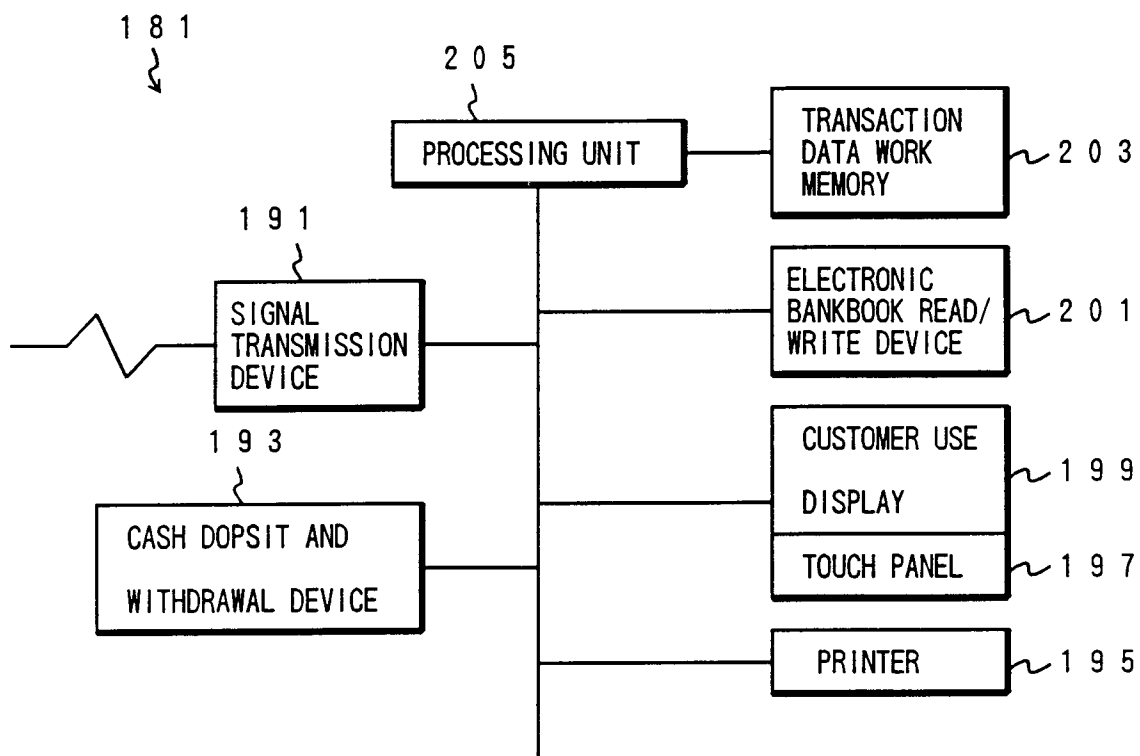 181
205
PROCESSING UNIT
TRANSACTION
DATA WORK
MEMORY
203
191
SIGNAL
TRANSMISSION
DEVICE
ELECTRONIC
BANKBOOK READ/
WRITE DEVICE
201
193
CASH DOPSIT AND
WITHDRAWAL DEVICE
CUSTOMER USE
DISPLAY
199
TOUCH PANEL
197
PRINTER
195